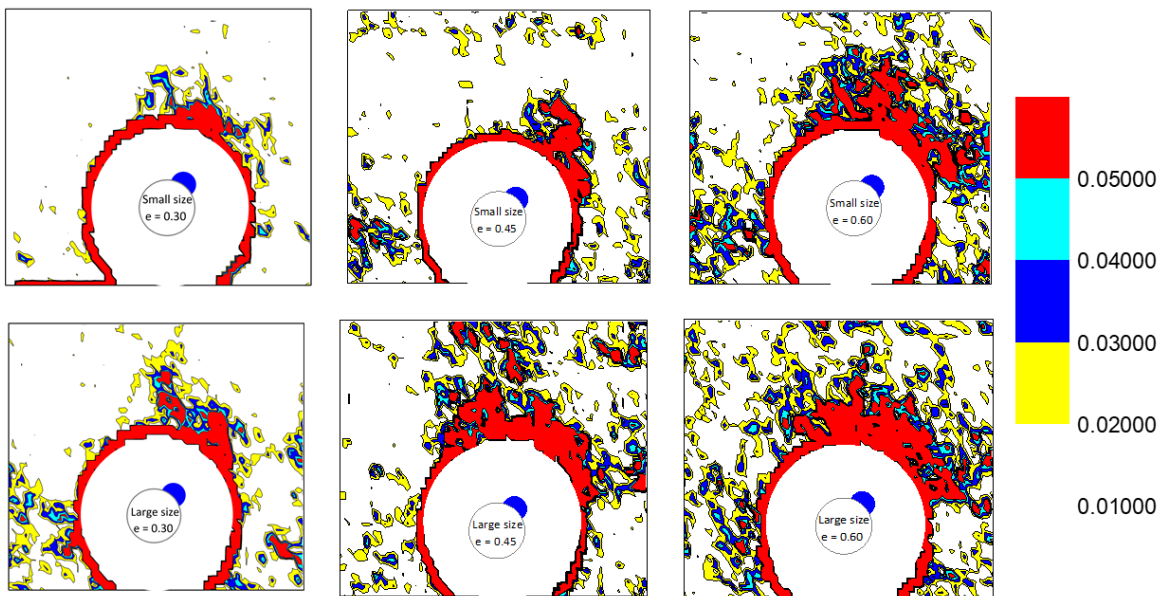 Small size
e = 0.30
Small size
e = 0.45
Small size
e = 0.60
0.05000
0.04000
0.03000
0.02000
0.01000
Large size
e = 0.30
Large size
e = 0.45
Large size
e = 0.60